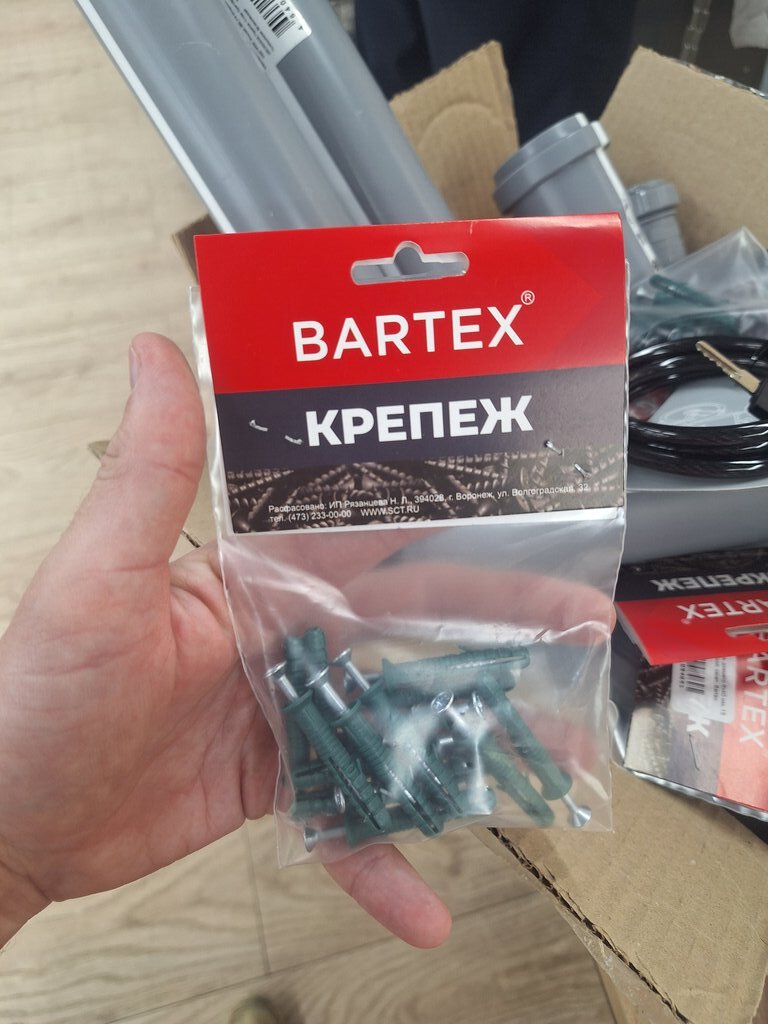 BARTEX®
КРЕПЕЖ
Расфасовано: ИП Рязанцева Н. Л., 394028, г. Воронеж, ул. Волгоградская, 32
тел. (473) 233-00-00 WWW.SCT.RU
КРЕПЕЖ
BARTEX
BARTEX